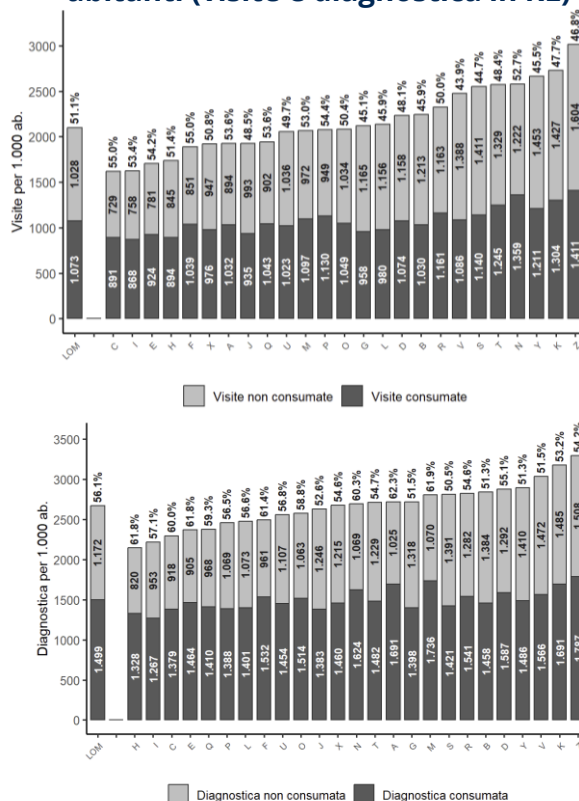 abitanti (visite e diagnostica in RL)
Visite per 1.000 ab.
3000
2500
2000
1500
1000
500
0
51.1% 55.0% 53.4% 54.2% 51.4% 55.0% 50.8% 53.6% 48.5% 53.6% 49.7% 53.0% 54.4% 50.4% 45.1% 45.9% 48.1% 45.9% 50.0% 43.9% 44.7% 48.4% 52.7% 45.5% 47.7% 46.8%
1.028 729 758 781 845 851 947 894 993 902 1.036 972 949 1.034 1.165 1.156 1.158 1.213 1.163 1.388 1.411 1.329 1.222 1.453 1.427 1.604
1.073 891 868 924 894 1.039 976 1.032 935 1.043 1.023 1.097 1.130 1.049 958 980 1.074 1.030 1.161 1.086 1.140 1.245 1.359 1.211 1.304 1.411
LOM C I E H F X A J Q U M P O G L D B R V S T N Y K Z
Visite non consumate Visite consumate
Diagnostica per 1.000 ab.
3500
3000
2500
2000
1500
1000
500
0
56.1% 61.8% 57.1% 60.0% 61.8% 59.3% 56.5% 56.6% 61.4% 56.8% 58.8% 52.6% 54.6% 60.3% 54.7% 62.3% 51.5% 61.9% 50.5% 54.6% 51.3% 55.1% 51.3% 51.5% 53.2% 54.2%
1.172 820 953 918 905 968 1.069 1.073 961 1.107 1.063 1.246 1.215 1.069 1.229 1.025 1.318 1.070 1.391 1.282 1.384 1.292 1.410 1.472 1.485 1.508
1.499 1.328 1.267 1.379 1.464 1.410 1.388 1.401 1.532 1.454 1.514 1.383 1.460 1.624 1.482 1.691 1.398 1.736 1.421 1.541 1.458 1.587 1.486 1.566 1.691 1.787
LOM H I C E Q P L F U O J X N T A G M S R B D Y V K Z
Diagnostica non consumata Diagnostica consumata